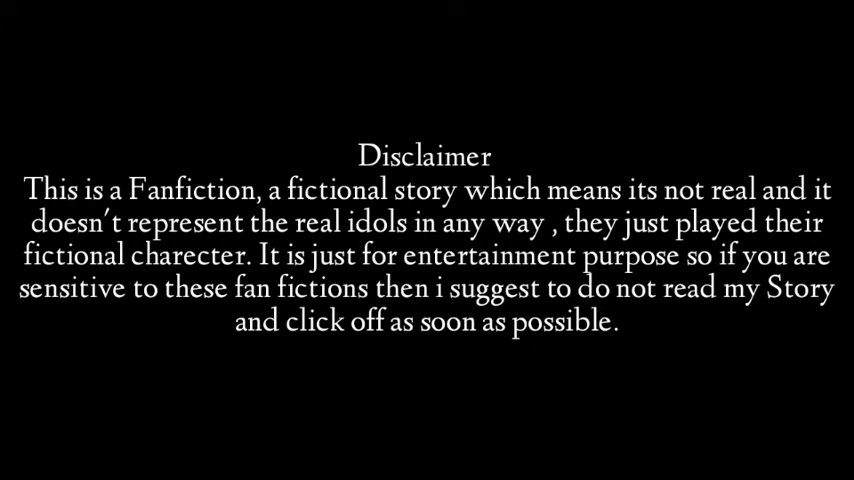 Disclaimer
This is a Fanfiction, a fictional story which means its not real and it
doesn't represent the real idols in any way , they just played their
fictional charecter. It is just for entertainment purpose so if you are
sensitive to these fan fictions then i suggest to do not read my Story
and click off as soon as possible.